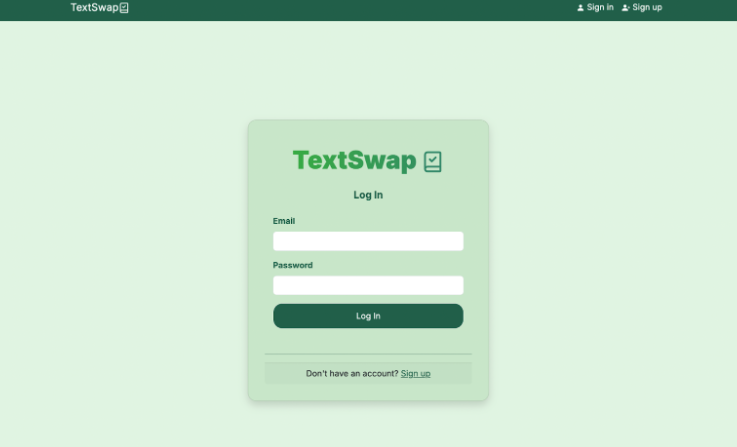 TextSwap
Sign in Sign up
TextSwap
Log In
Email
Password
Log In
Don't have an account? Sign up